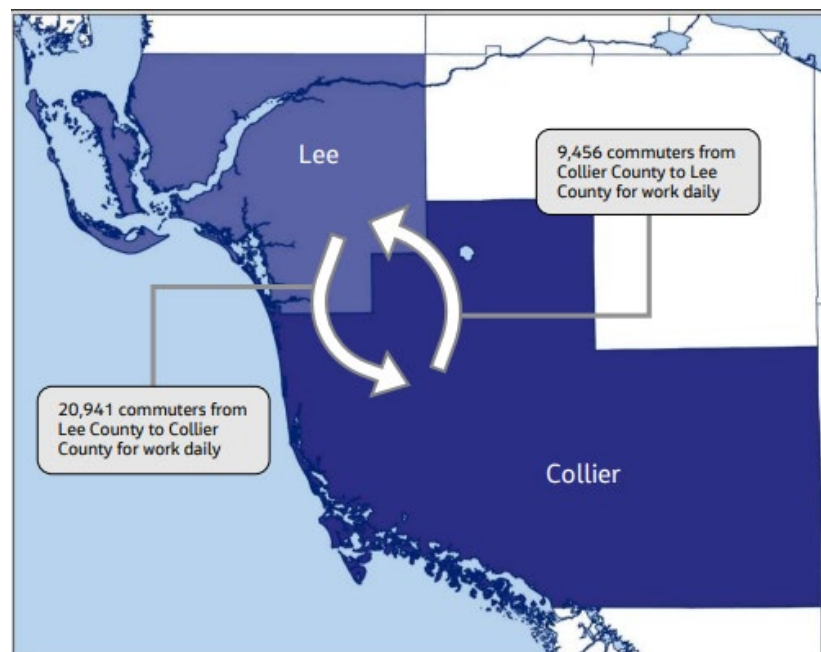 Lee
9,456 commuters from
Collier County to Lee
County for work daily
20,941 commuters from
Lee County to Collier
County for work daily
Collier